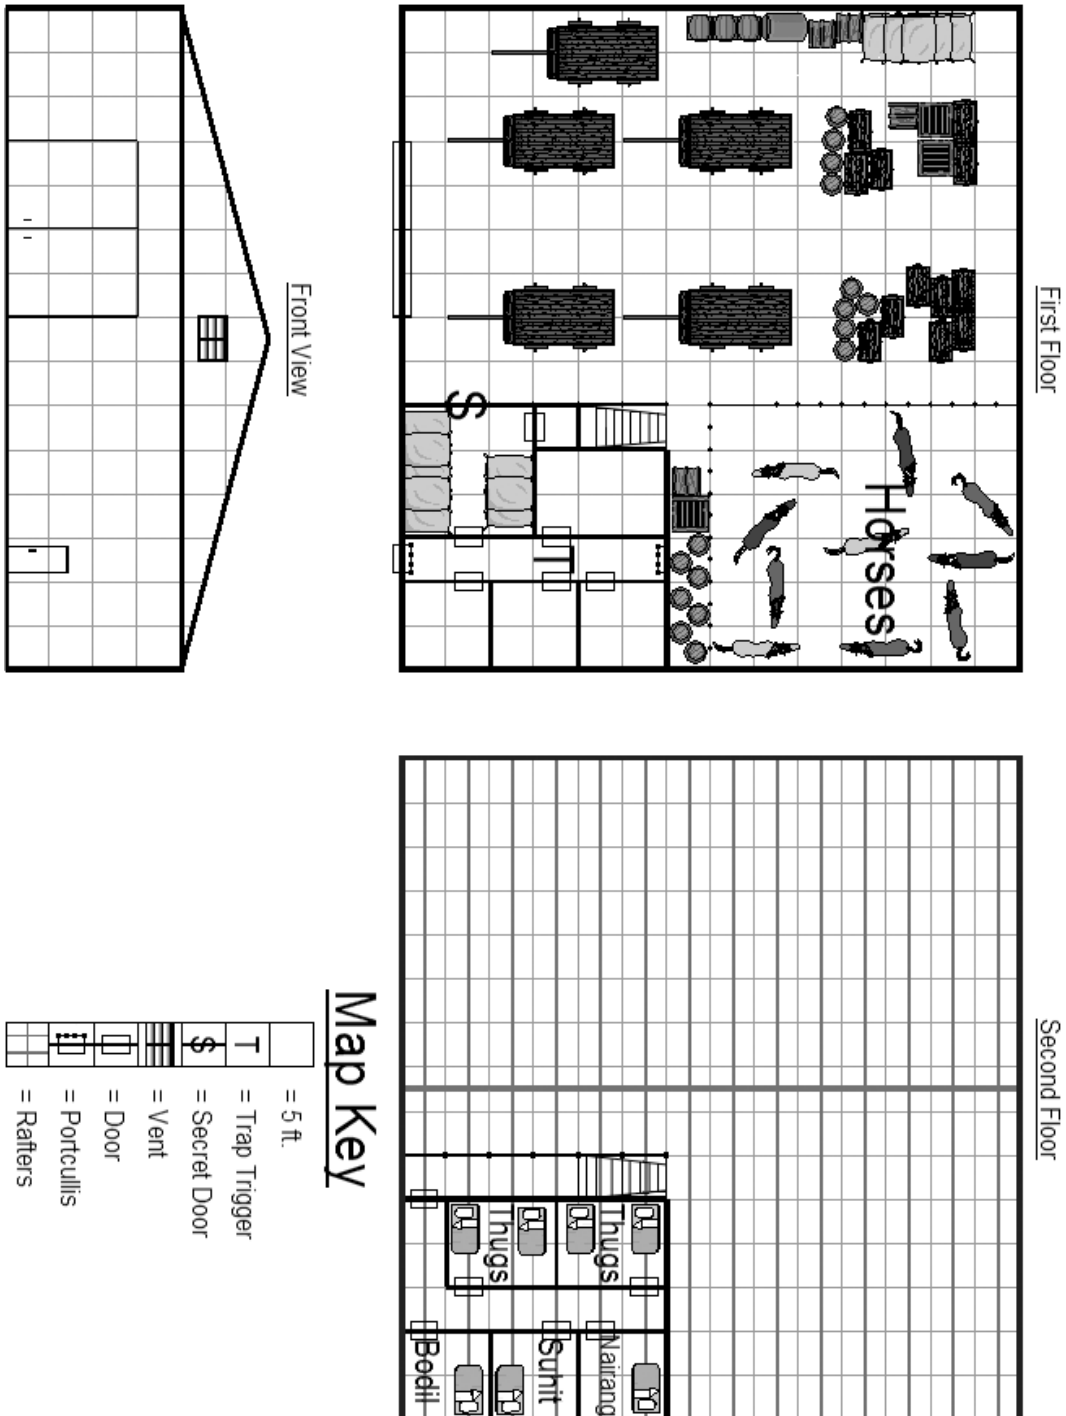 First Floor
Horses
$
T
Front View
Second Floor
Thugs
Thugs
Nairang
Suhit
Bodil
Map Key
= 5 ft.
T = Trap Trigger
$ = Secret Door
= Vent
= Door
= Portcullis
= Rafters